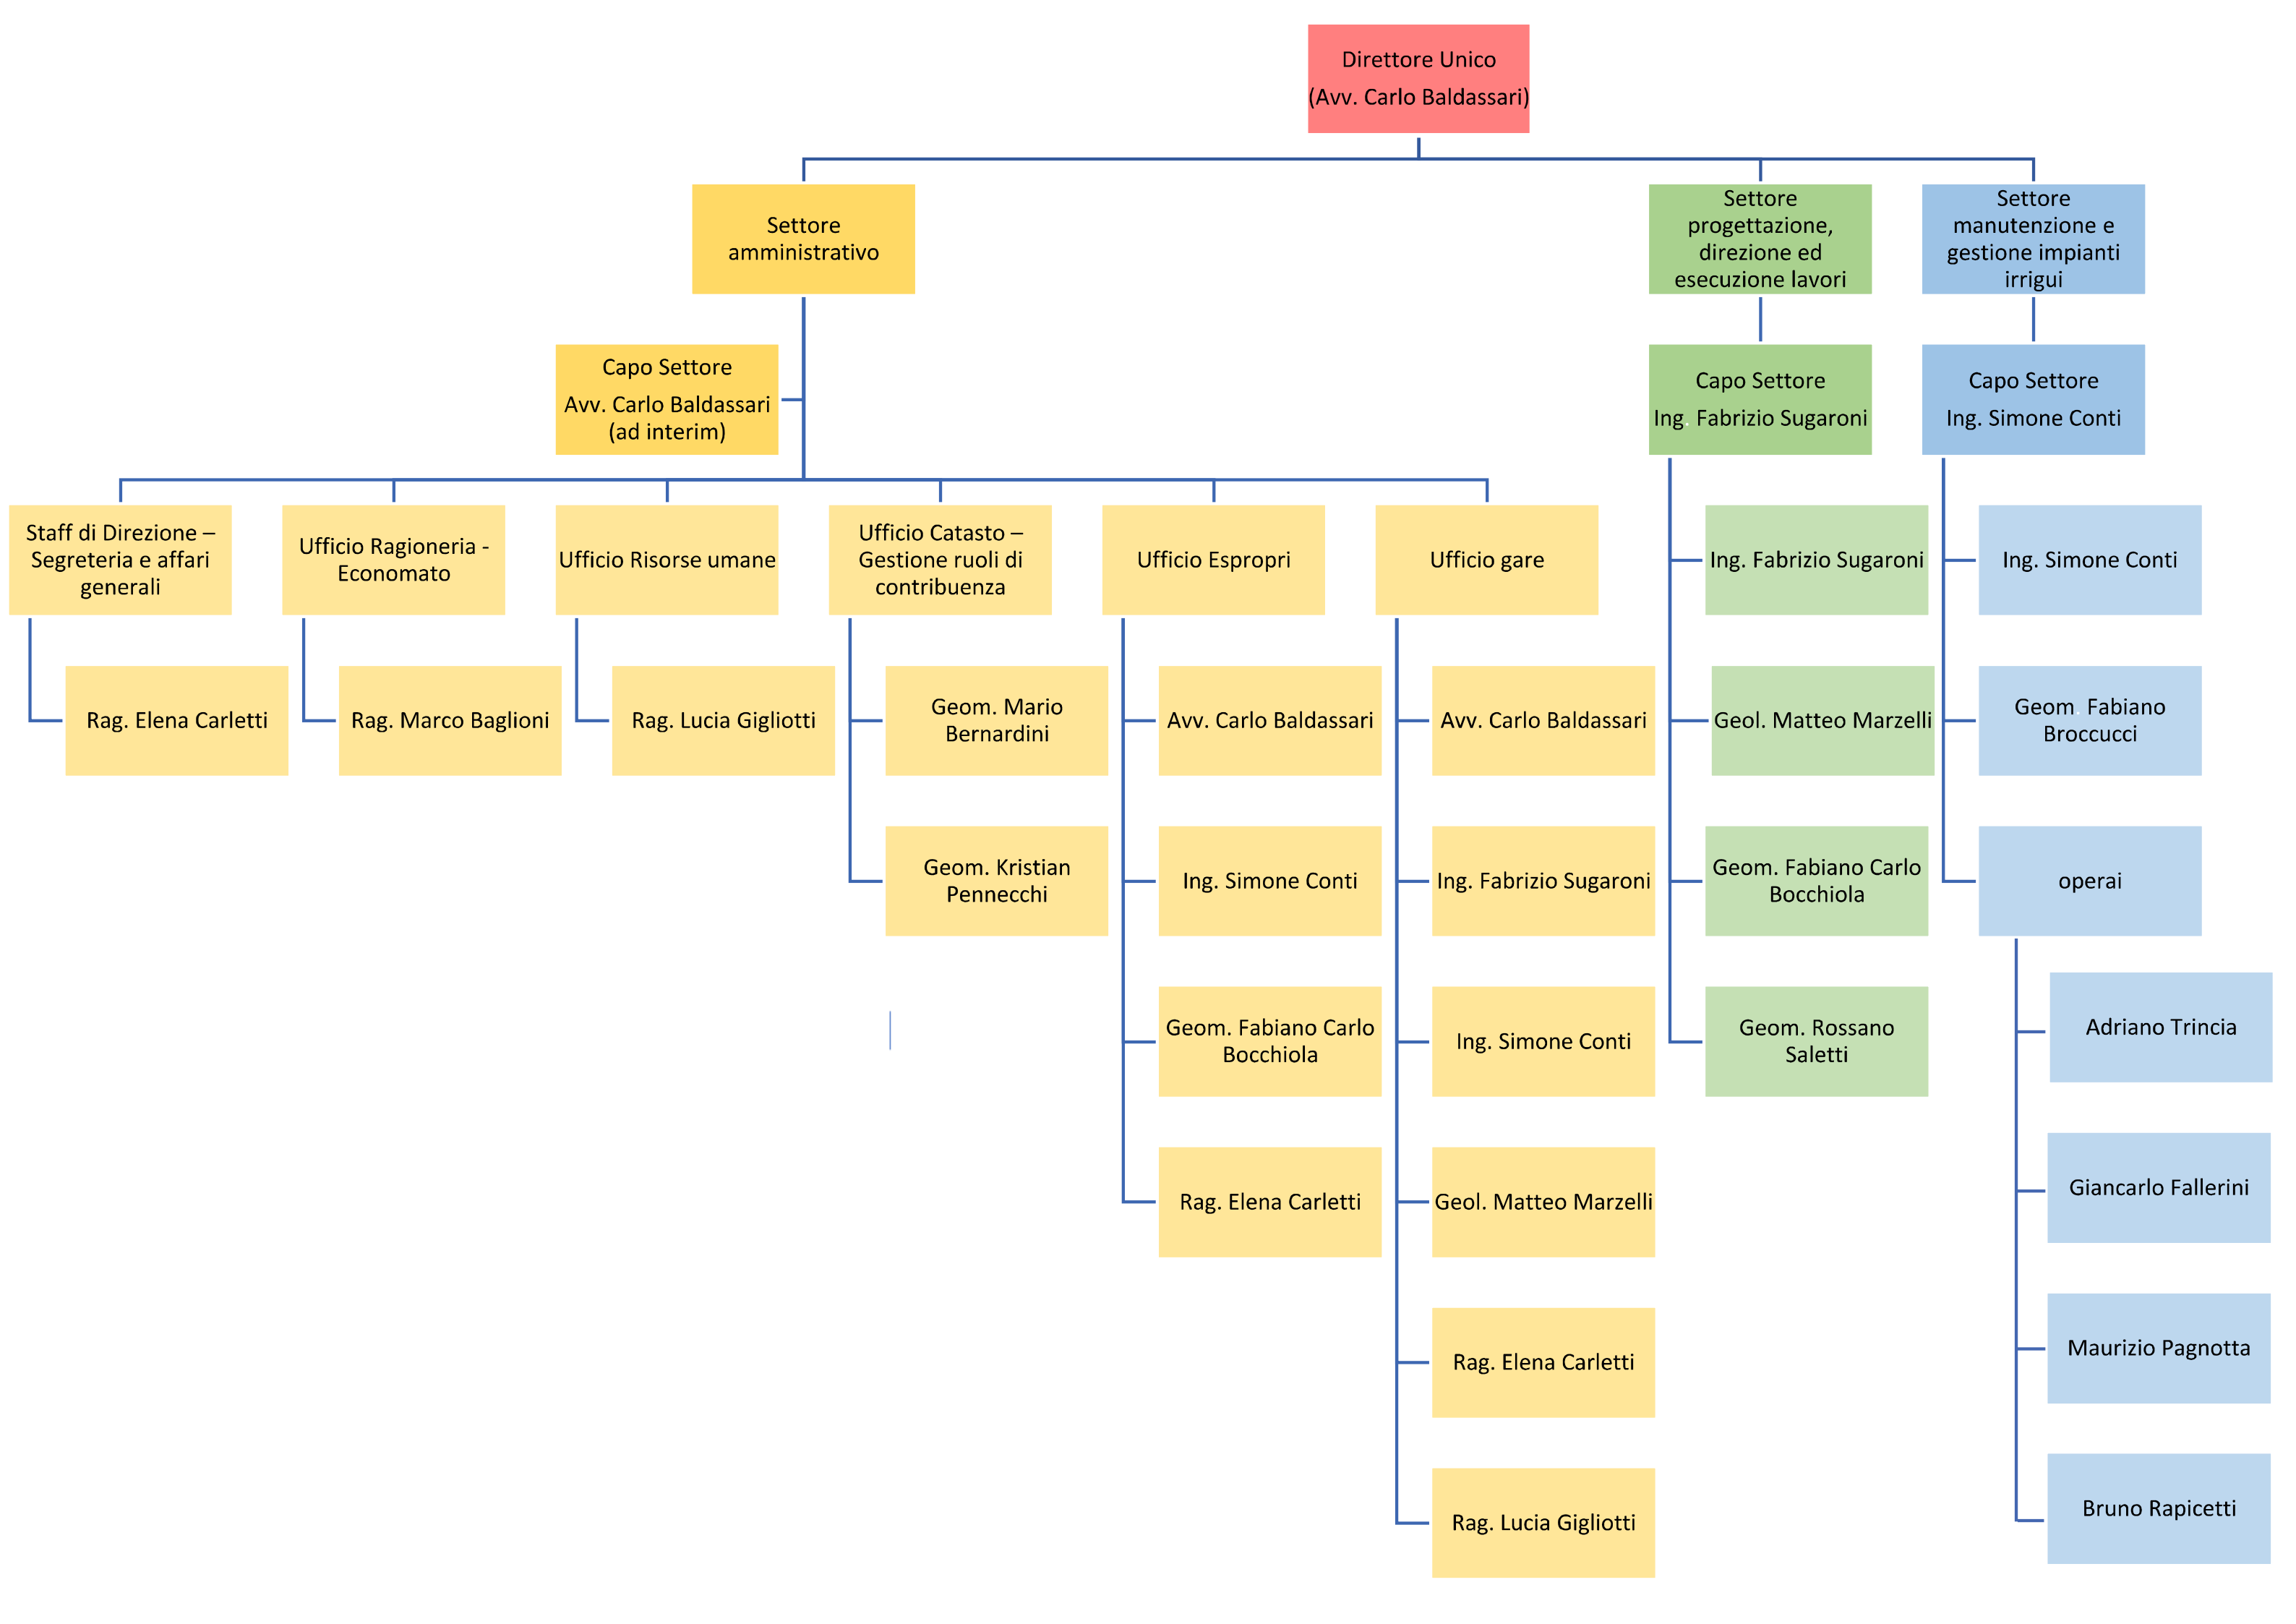 Direttore Unico
(Avv. Carlo Baldassari)
Settore
amministrativo
Settore
progettazione,
direzione ed
esecuzione lavori
Settore
manutenzione e
gestione impianti
irrigui
Capo Settore
Avv. Carlo Baldassari
(ad interim)
Capo Settore
Ing. Fabrizio Sugaroni
Capo Settore
Ing. Simone Conti
Staff di Direzione –
Segreteria e affari
generali
Ufficio Ragioneria -
Economato
Ufficio Risorse umane
Ufficio Catasto –
Gestione ruoli di
contribuenza
Ufficio Espropri
Ufficio gare
Ing. Fabrizio Sugaroni
Ing. Simone Conti
Rag. Elena Carletti
Rag. Marco Baglioni
Rag. Lucia Gigliotti
Geom. Mario
Bernardini
Avv. Carlo Baldassari
Avv. Carlo Baldassari
Geol. Matteo Marzelli
Geom. Fabiano
Broccucci
Geom. Kristian
Pennecchi
Ing. Simone Conti
Ing. Fabrizio Sugaroni
Geom. Fabiano Carlo
Bocchiola
operai
Geom. Fabiano Carlo
Bocchiola
Ing. Simone Conti
Geom. Rossano
Saletti
Adriano Trincia
Rag. Elena Carletti
Geol. Matteo Marzelli
Giancarlo Fallerini
Rag. Elena Carletti
Maurizio Pagnotta
Rag. Lucia Gigliotti
Bruno Rapicetti